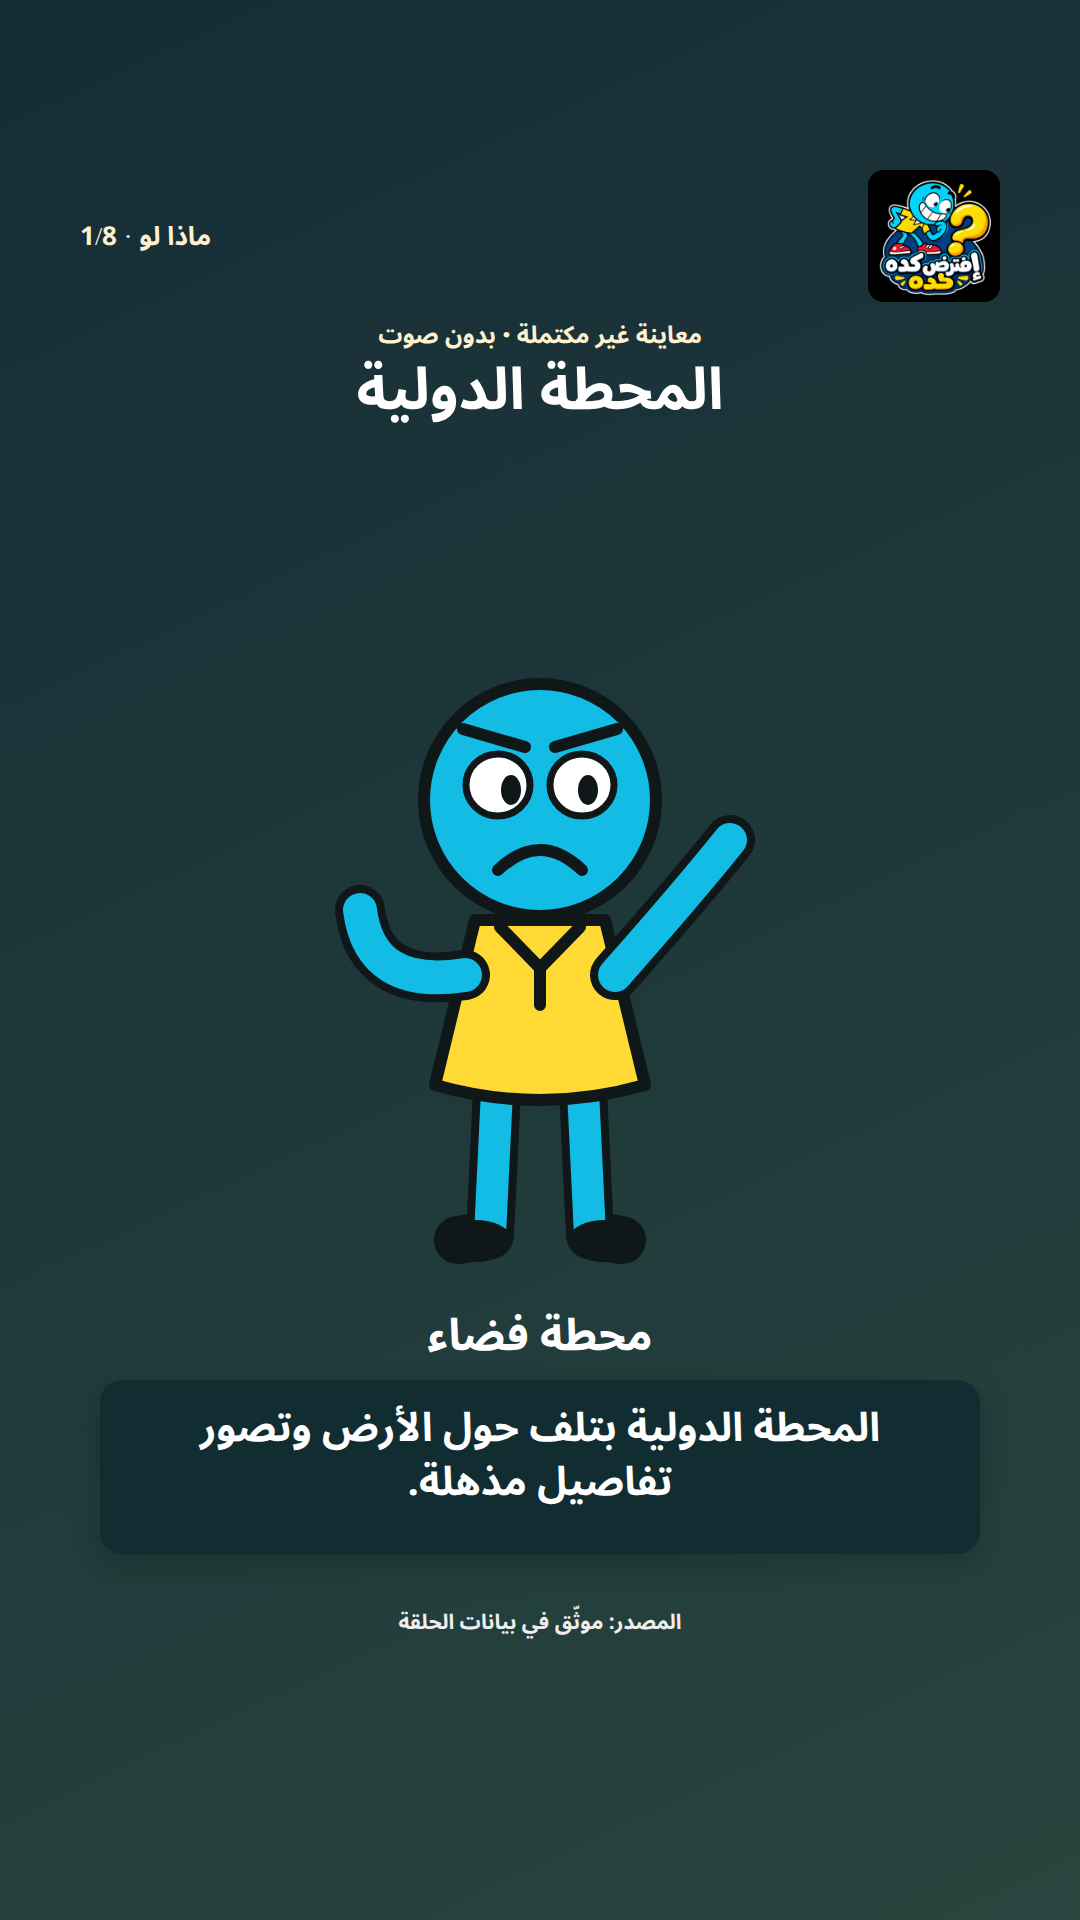 إفترض كده
كده
ماذا لو · 1/8
معاينة غير مكتملة • بدون صوت
المحطة الدولية
محطة فضاء
المحطة الدولية بتلف حول الأرض وتصور
تفاصيل مذهلة.
المصدر: موثّق في بيانات الحلقة